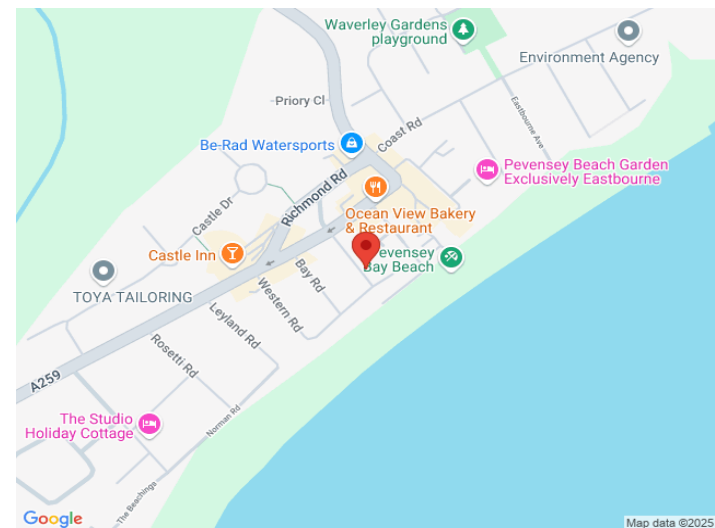 Waverley Gardens
playground
Environment Agency
Priory Cl
Coast Rd
Eastbourne Ave
Be-Rad Watersports
Richmond Rd
Pevensey Beach Garden
Exclusively Eastbourne
Castle Dr
Ocean View Bakery
& Restaurant
Castle Inn
Pevensey
Bay Beach
TOYA TAILORING
Bay Rd
Western Rd
Leyland Rd
Rosetti Rd
A259
Norman Rd
The Studio
Holiday Cottage
The Beachings
Google
Map data ©2025